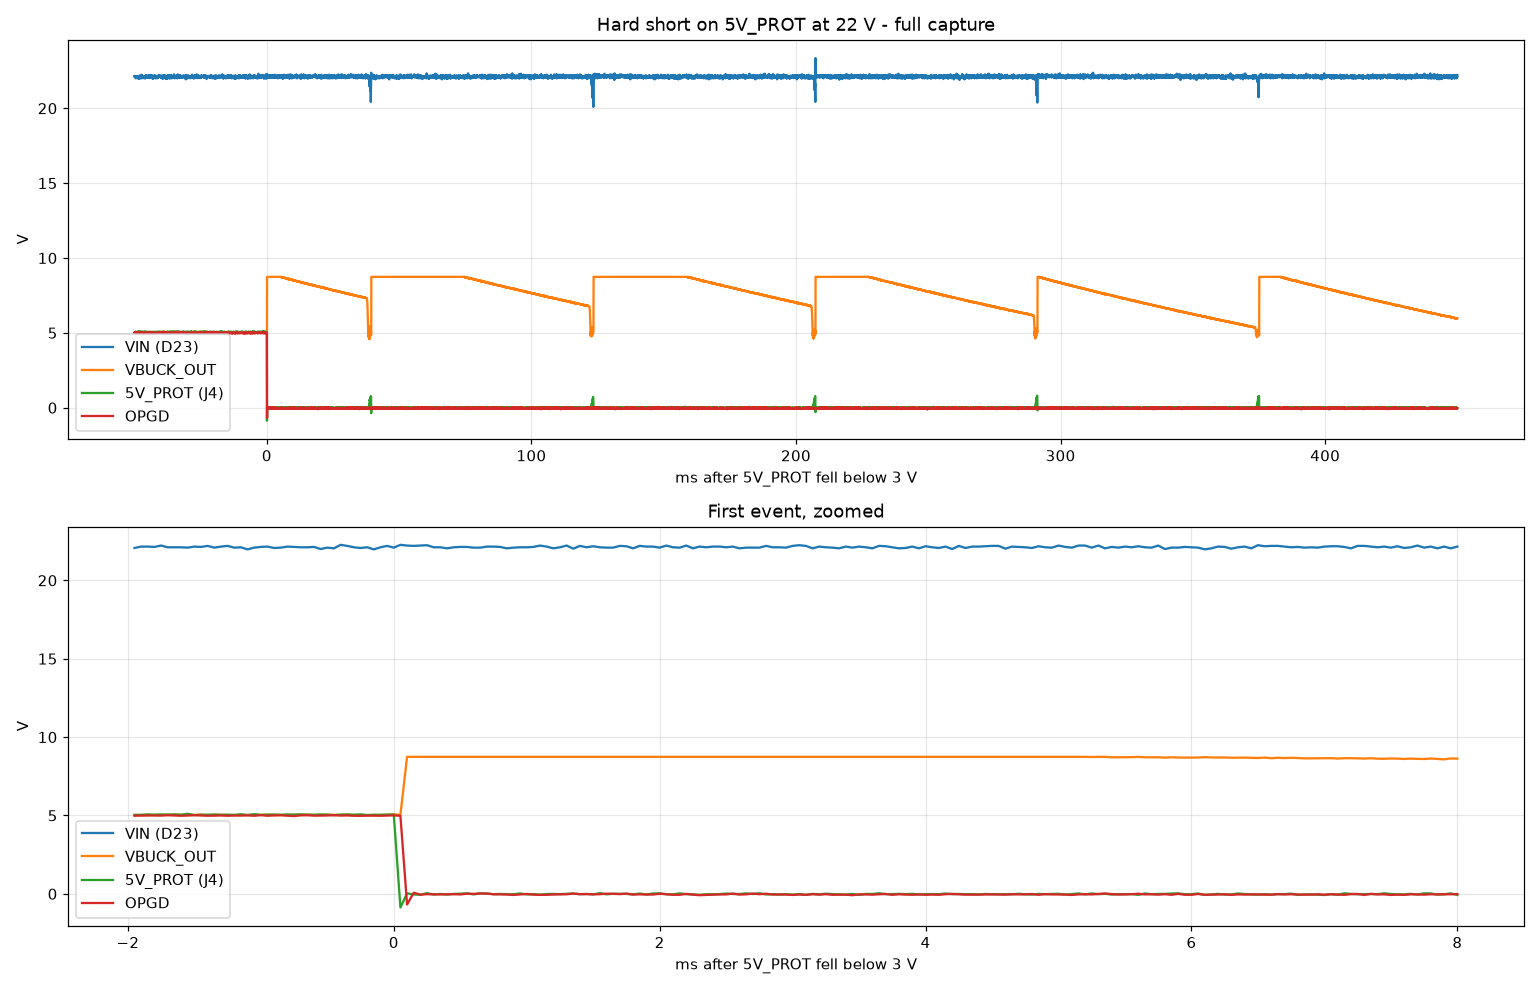 Hard short on 5V_PROT at 22 V - full capture
V
20
15
10
5
0
VIN (D23)
VBUCK_OUT
5V_PROT (J4)
OPGD
0
100
200
300
400
ms after 5V_PROT fell below 3 V
First event, zoomed
V
20
15
10
5
0
VIN (D23)
VBUCK_OUT
5V_PROT (J4)
OPGD
−2
0
2
4
6
8
ms after 5V_PROT fell below 3 V